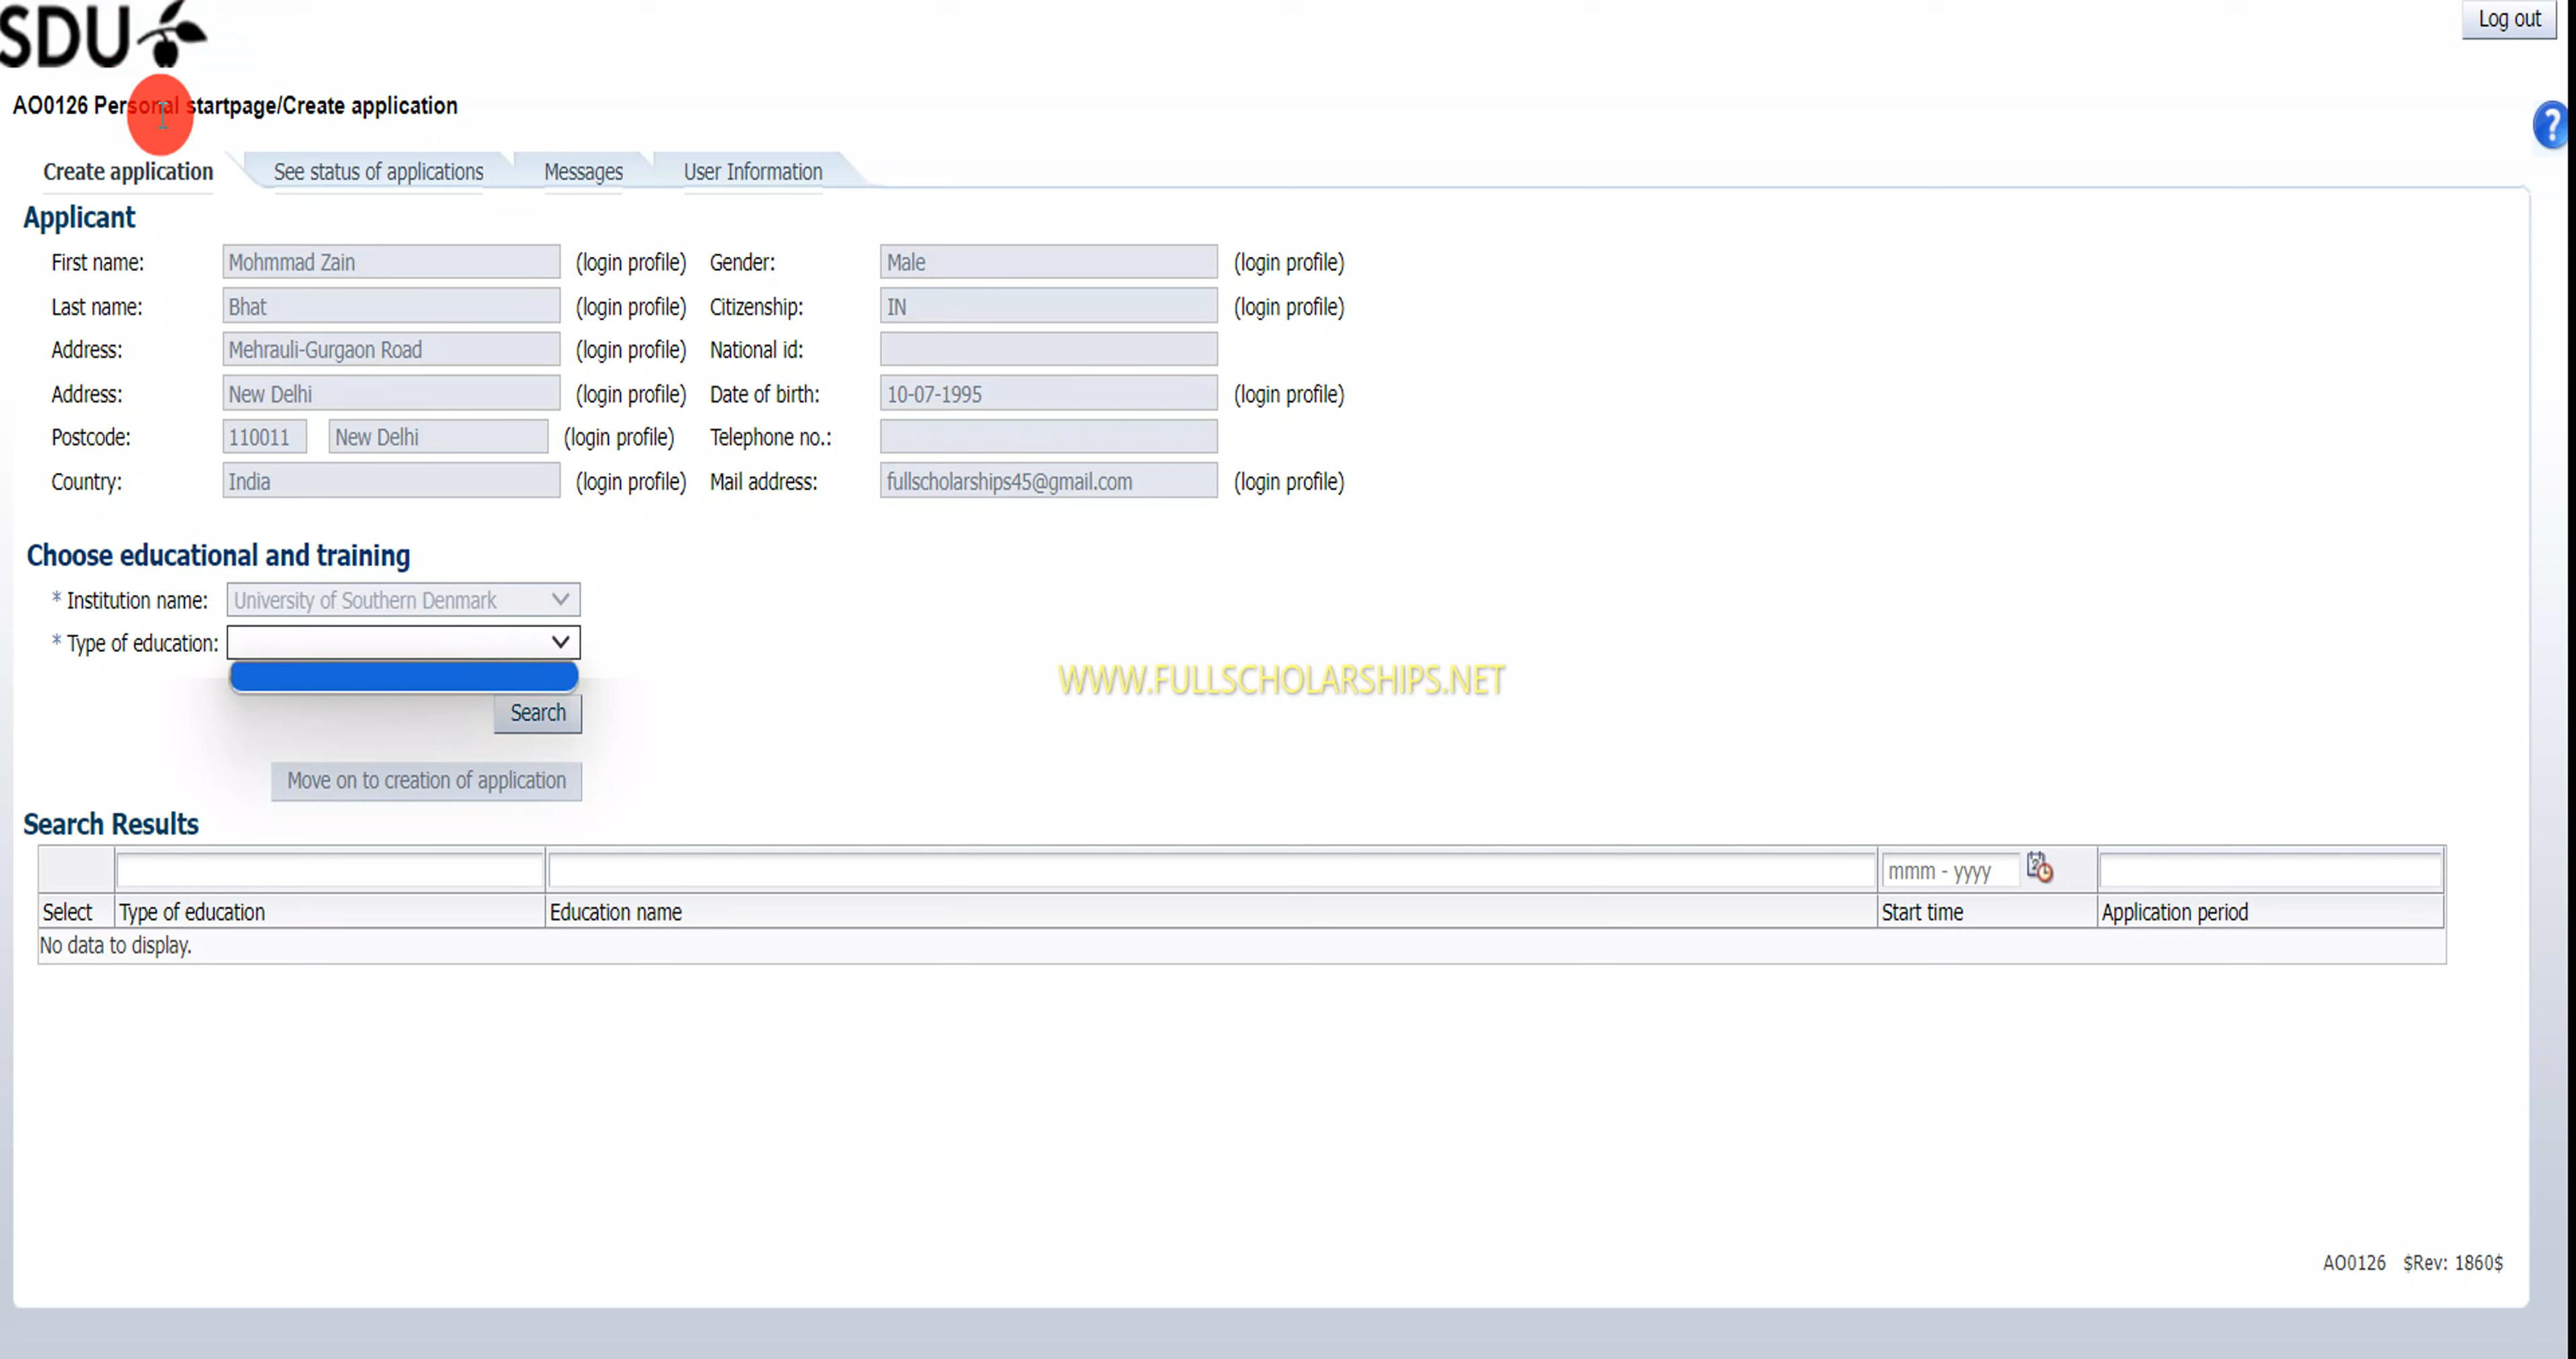 SDU
Log out
AO0126 Personal startpage/Create application
?
Create application See status of applications Messages User Information
Applicant
First name: Mohmmad Zain (login profile) Gender: Male (login profile)
Last name: Bhat (login profile) Citizenship: IN (login profile)
Address: Mehrauli-Gurgaon Road (login profile) National id:
Address: New Delhi (login profile) Date of birth: 10-07-1995 (login profile)
Postcode: 110011 New Delhi (login profile) Telephone no.:
Country: India (login profile) Mail address: fullscholarships45@gmail.com (login profile)
Choose educational and training
* Institution name: University of Southern Denmark
* Type of education:
WWW.FULLSCHOLARSHIPS.NET
Search
Move on to creation of application
Search Results
mmm - yyyy
Select Type of education Education name Start time Application period
No data to display.
AO0126 $Rev: 1860$